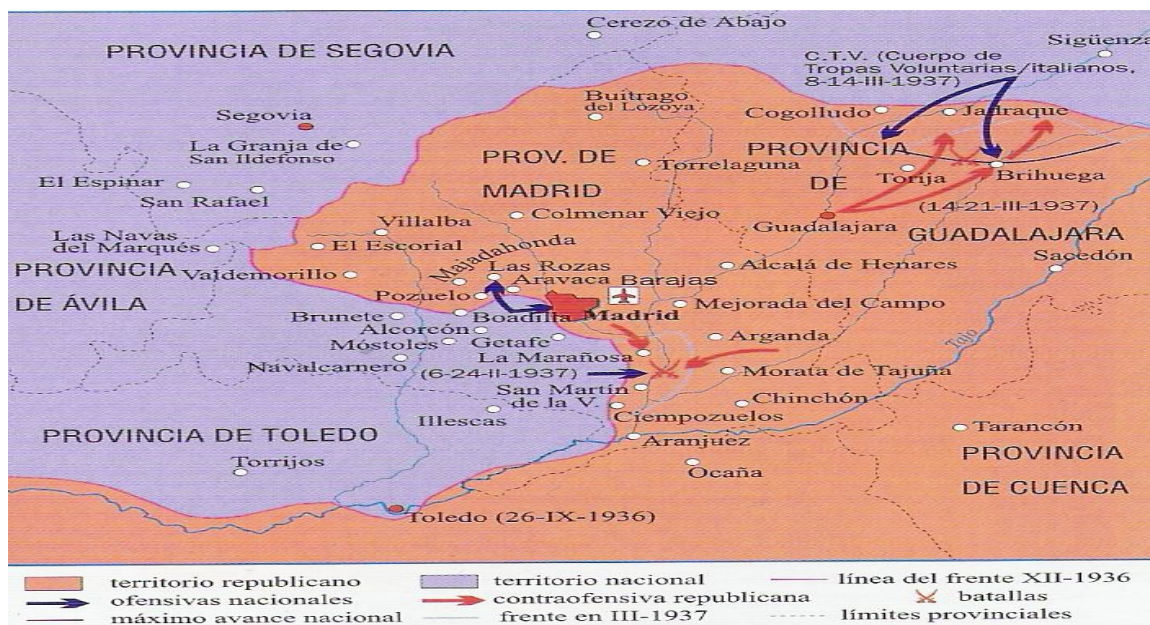 Cerezo de Abajo
PROVINCIA DE SEGOVIA
Sigüenza
C.T.V. (Cuerpo de
Tropas Voluntarias/italianos,
8-14-III-1937)
Buitrago
del Lozoya
Cogolludo
Jadraque
Segovia
La Granja de
San Ildefonso
PROV. DE
MADRID
PROVINCIA
DE
GUADALAJARA
Torrelaguna
Torija
Brihuega
El Espinar
San Rafael
(14-21-III-1937)
Villalba
Colmenar Viejo
Guadalajara
Las Navas
del Marqués
El Escorial
Majadahonda
Sacedón
PROVINCIA
DE ÁVILA
Valdemorillo
Las Rozas
Aravaca
Barajas
Alcalá de Henares
Pozuelo
Mejorada del Campo
Brunete
Boadilla
Madrid
Alcorcón
Móstoles
Getafe
Arganda
Tajo
La Marañosa
Navalcarnero
(6-24-II-1937)
Morata de Tajuña
San Martín
de la V.
Chinchón
Illescas
Ciempozuelos
PROVINCIA DE TOLEDO
Aranjuez
Tarancón
Torrijos
Ocaña
PROVINCIA
DE CUENCA
Toledo (26-IX-1936)
territorio republicano
territorio nacional
línea del frente XII-1936
ofensivas nacionales
contraofensiva republicana
batallas
máximo avance nacional
frente en III-1937
límites provinciales